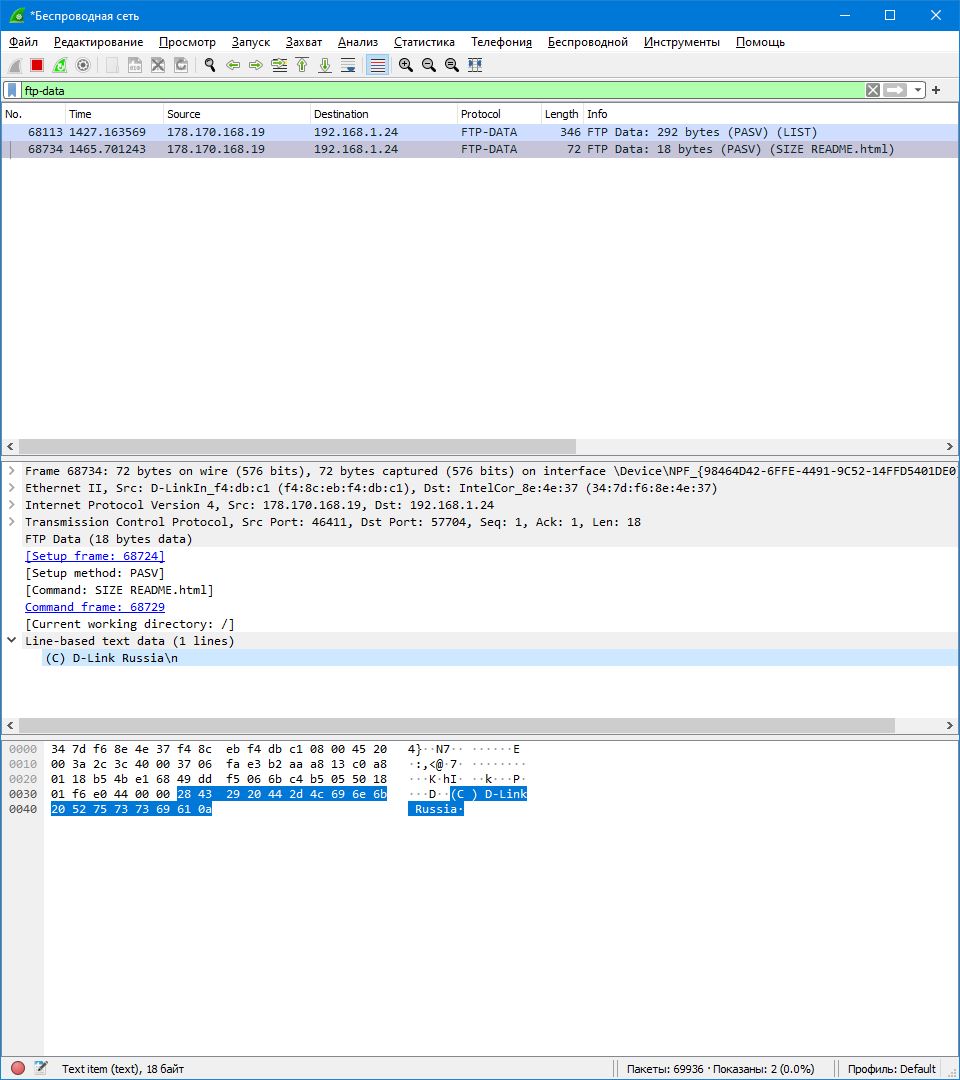 *Беспроводная сеть
Файл Редактирование Просмотр Запуск Захват Анализ Статистика Телефония Беспроводной Инструменты Помощь
ftp-data
No. Time Source Destination Protocol Length Info
68113 1427.163569 178.170.168.19 192.168.1.24 FTP-DATA 346 FTP Data: 292 bytes (PASV) (LIST)
68734 1465.701243 178.170.168.19 192.168.1.24 FTP-DATA 72 FTP Data: 18 bytes (PASV) (SIZE README.html)
Frame 68734: 72 bytes on wire (576 bits), 72 bytes captured (576 bits) on interface \Device\NPF_{98464D42-6FFE-4491-9C52-14FFD5401DE0}
Ethernet II, Src: D-LinkIn_f4:db:c1 (f4:8c:eb:f4:db:c1), Dst: IntelCor_8e:4e:37 (34:7d:f6:8e:4e:37)
Internet Protocol Version 4, Src: 178.170.168.19, Dst: 192.168.1.24
Transmission Control Protocol, Src Port: 46411, Dst Port: 57704, Seq: 1, Ack: 1, Len: 18
FTP Data (18 bytes data)
[Setup frame: 68724]
[Setup method: PASV]
[Command: SIZE README.html]
Command frame: 68729
[Current working directory: /]
Line-based text data (1 lines)
(C) D-Link Russia\n
0000 34 7d f6 8e 4e 37 f4 8c eb f4 db c1 08 00 45 20 4}··N7·· ······E
0010 00 3a 2c 3c 40 00 37 06 fa e3 b2 aa a8 13 c0 a8 ·:,<@·7· ········
0020 01 18 b5 4b e1 68 49 dd f5 06 6b c4 b5 05 50 18 ···K·hI· ··k···P·
0030 01 f6 e0 44 00 00 28 43 29 20 44 2d 4c 69 6e 6b ···D··(C ) D-Link
0040 20 52 75 73 73 69 61 0a Russia·
Text item (text), 18 байт Пакеты: 69936 · Показаны: 2 (0.0%) Профиль: Default